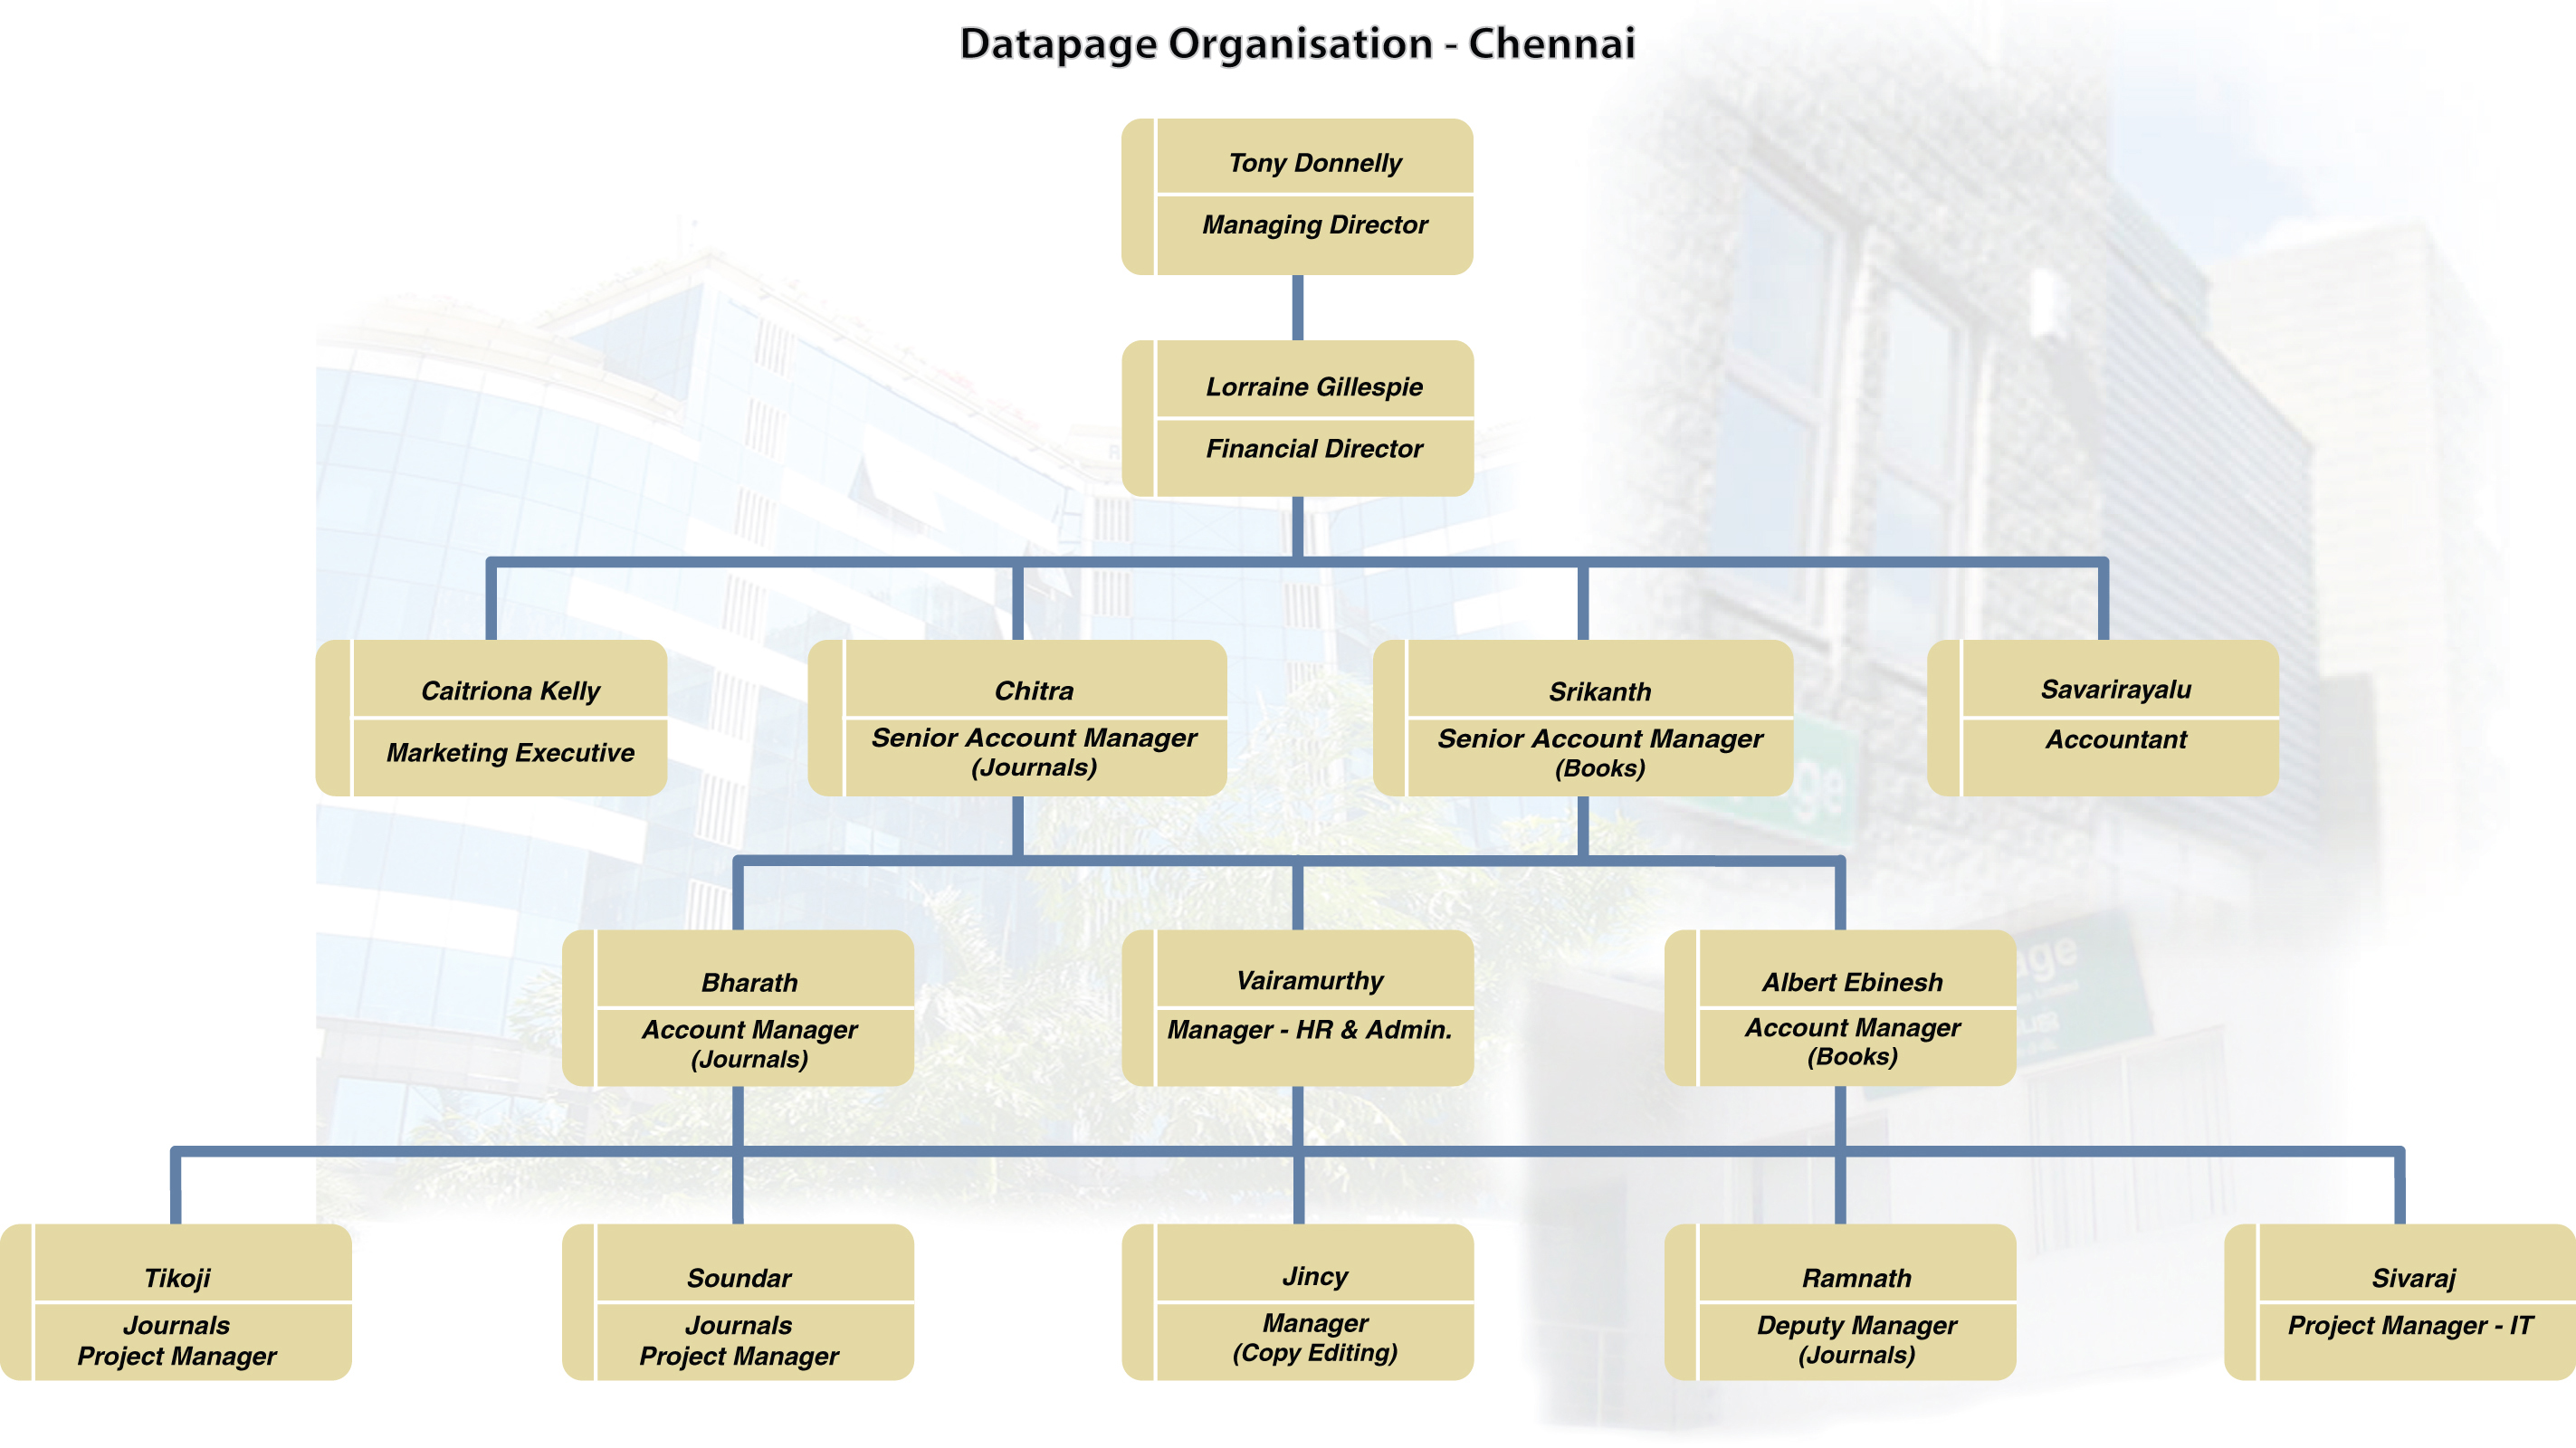 Datapage Organisation - Chennai
Tony Donnelly
Managing Director
Lorraine Gillespie
Financial Director
Caitriona Kelly
Marketing Executive
Chitra
Senior Account Manager
(Journals)
Srikanth
Senior Account Manager
(Books)
Savarirayalu
Accountant
Bharath
Account Manager
(Journals)
Vairamurthy
Manager - HR & Admin.
Albert Ebinesh
Account Manager
(Books)
Tikoji
Journals
Project Manager
Soundar
Journals
Project Manager
Jincy
Manager
(Copy Editing)
Ramnath
Deputy Manager
(Journals)
Sivaraj
Project Manager - IT